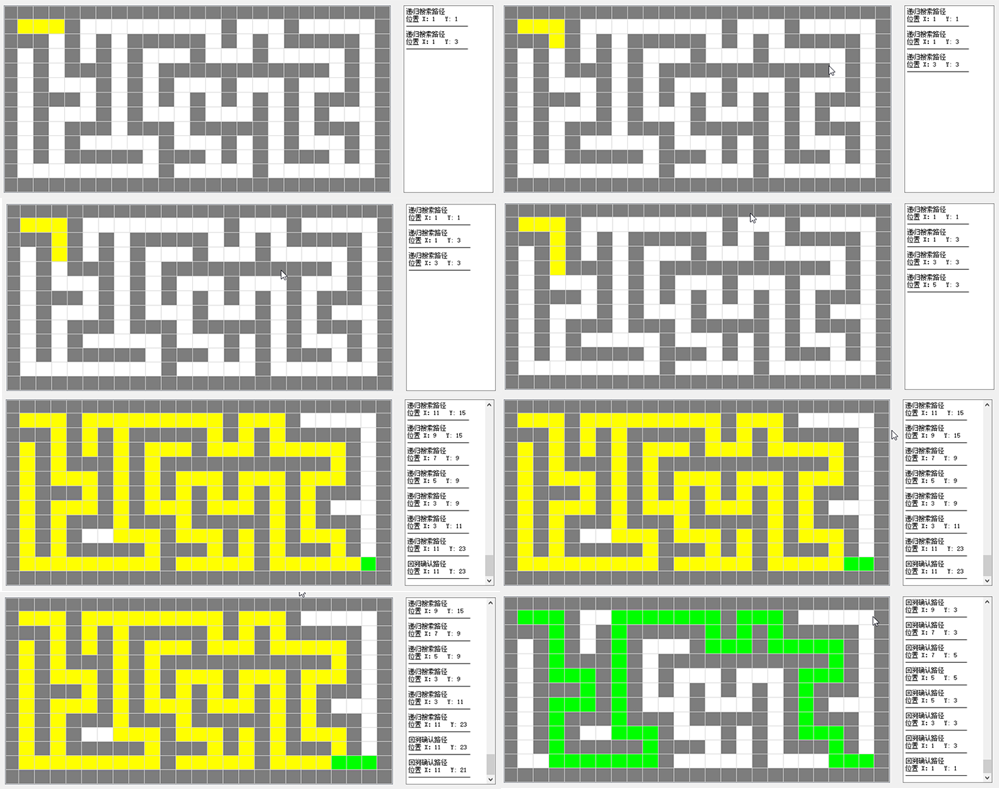 递归搜索路径
位置 X: 1 Y: 1
递归搜索路径
位置 X: 1 Y: 3
递归搜索路径
位置 X: 1 Y: 1
递归搜索路径
位置 X: 1 Y: 3
递归搜索路径
位置 X: 3 Y: 3
递归搜索路径
位置 X: 1 Y: 1
递归搜索路径
位置 X: 1 Y: 3
递归搜索路径
位置 X: 3 Y: 3
递归搜索路径
位置 X: 1 Y: 1
递归搜索路径
位置 X: 1 Y: 3
递归搜索路径
位置 X: 3 Y: 3
递归搜索路径
位置 X: 5 Y: 3
递归搜索路径
位置 X: 11 Y: 15
递归搜索路径
位置 X: 9 Y: 15
递归搜索路径
位置 X: 7 Y: 9
递归搜索路径
位置 X: 5 Y: 9
递归搜索路径
位置 X: 3 Y: 9
递归搜索路径
位置 X: 3 Y: 11
递归搜索路径
位置 X: 11 Y: 23
回溯确认路径
位置 X: 11 Y: 23
递归搜索路径
位置 X: 11 Y: 15
递归搜索路径
位置 X: 9 Y: 15
递归搜索路径
位置 X: 7 Y: 9
递归搜索路径
位置 X: 5 Y: 9
递归搜索路径
位置 X: 3 Y: 9
递归搜索路径
位置 X: 3 Y: 11
递归搜索路径
位置 X: 11 Y: 23
回溯确认路径
位置 X: 11 Y: 23
递归搜索路径
位置 X: 9 Y: 15
递归搜索路径
位置 X: 7 Y: 9
递归搜索路径
位置 X: 5 Y: 9
递归搜索路径
位置 X: 3 Y: 9
递归搜索路径
位置 X: 3 Y: 11
递归搜索路径
位置 X: 11 Y: 23
回溯确认路径
位置 X: 11 Y: 23
回溯确认路径
位置 X: 11 Y: 21
回溯确认路径
位置 X: 9 Y: 3
回溯确认路径
位置 X: 7 Y: 3
回溯确认路径
位置 X: 7 Y: 5
回溯确认路径
位置 X: 5 Y: 5
回溯确认路径
位置 X: 5 Y: 3
回溯确认路径
位置 X: 3 Y: 3
回溯确认路径
位置 X: 1 Y: 3
回溯确认路径
位置 X: 1 Y: 1